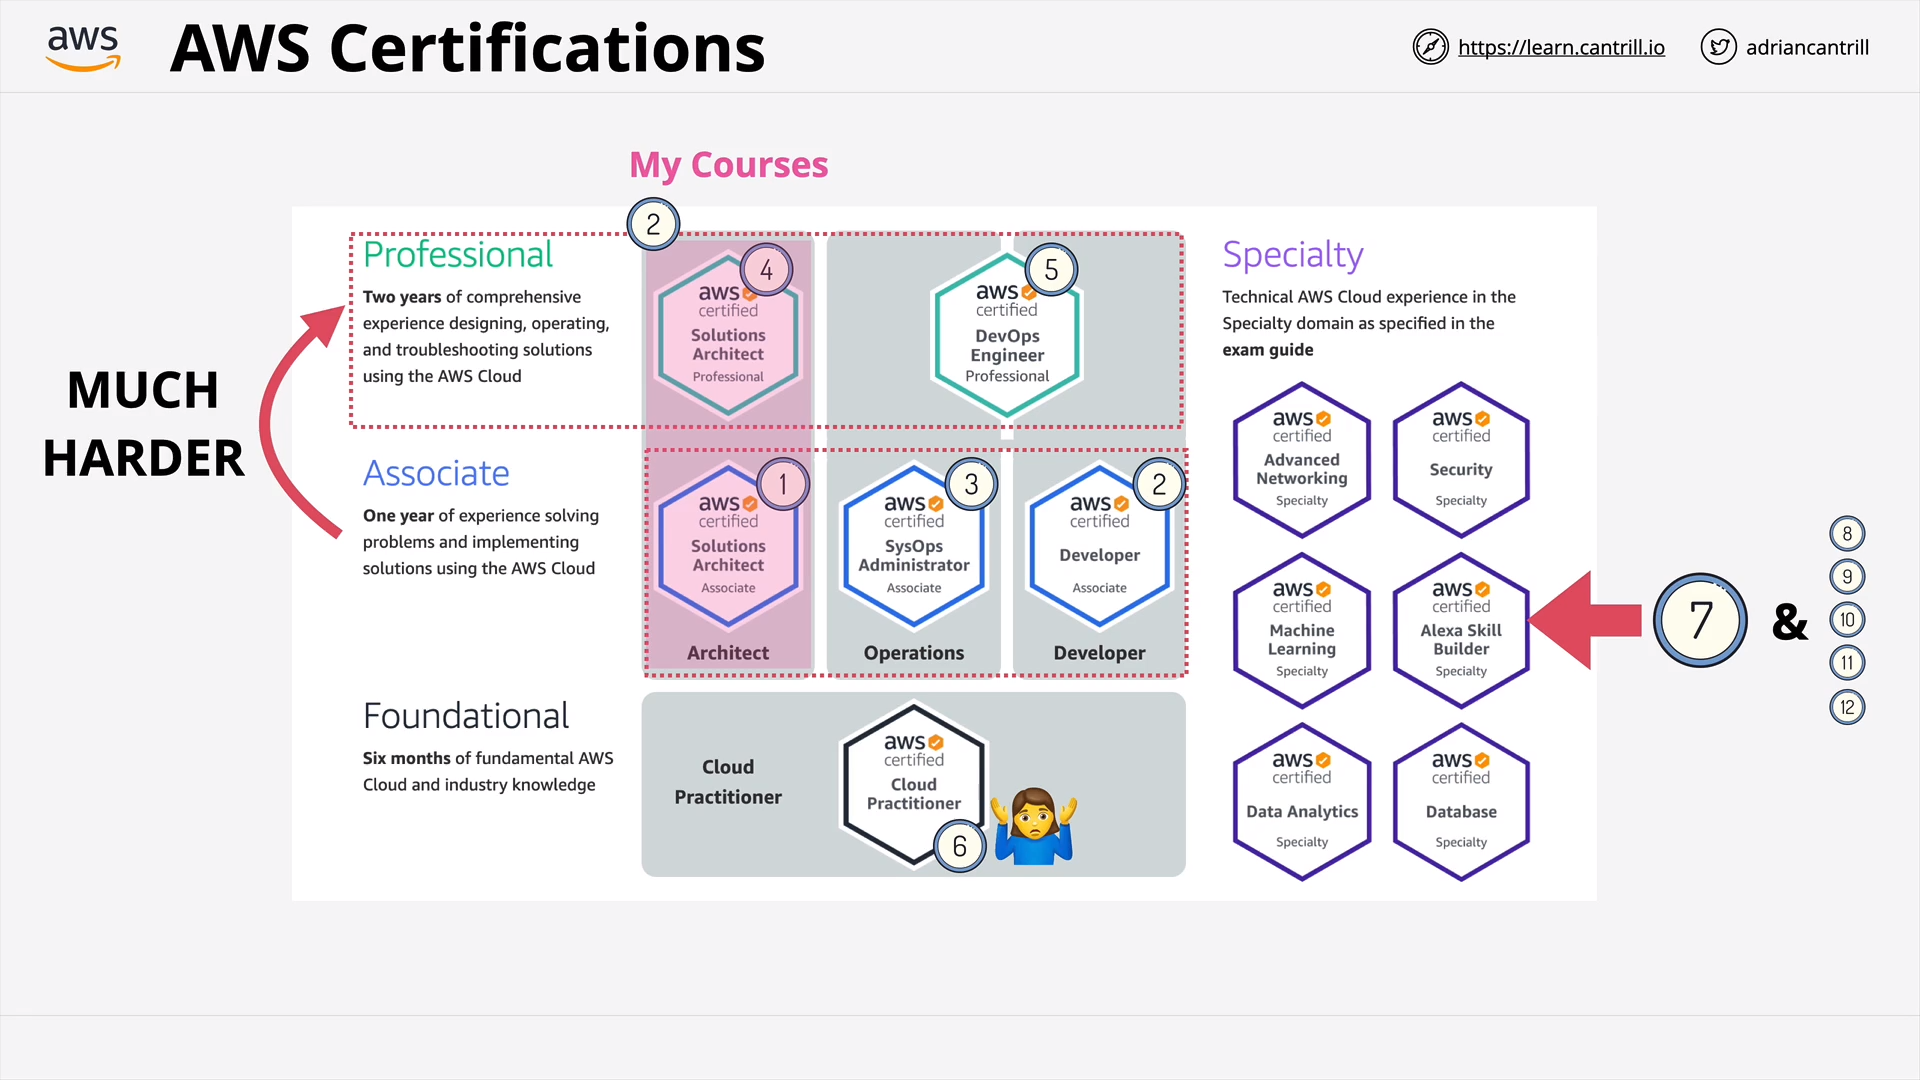 aws
AWS Certifications
https://learn.cantrill.io
adriancantrill
My Courses
2
Professional
Two years of comprehensive
experience designing, operating,
and troubleshooting solutions
using the AWS Cloud
4
aws
certified
Solutions
Architect
Professional
5
aws
certified
DevOps
Engineer
Professional
MUCH
HARDER
Associate
One year of experience solving
problems and implementing
solutions using the AWS Cloud
1
aws
certified
Solutions
Architect
Associate
Architect
3
aws
certified
SysOps
Administrator
Associate
Operations
2
aws
certified
Developer
Associate
Developer
Foundational
Six months of fundamental AWS
Cloud and industry knowledge
Cloud
Practitioner
aws
certified
Cloud
Practitioner
6
Specialty
Technical AWS Cloud experience in the
Specialty domain as specified in the
exam guide
aws
certified
Advanced
Networking
Specialty
aws
certified
Security
Specialty
aws
certified
Machine
Learning
Specialty
aws
certified
Alexa Skill
Builder
Specialty
aws
certified
Data Analytics
Specialty
aws
certified
Database
Specialty
7
&
8
9
10
11
12